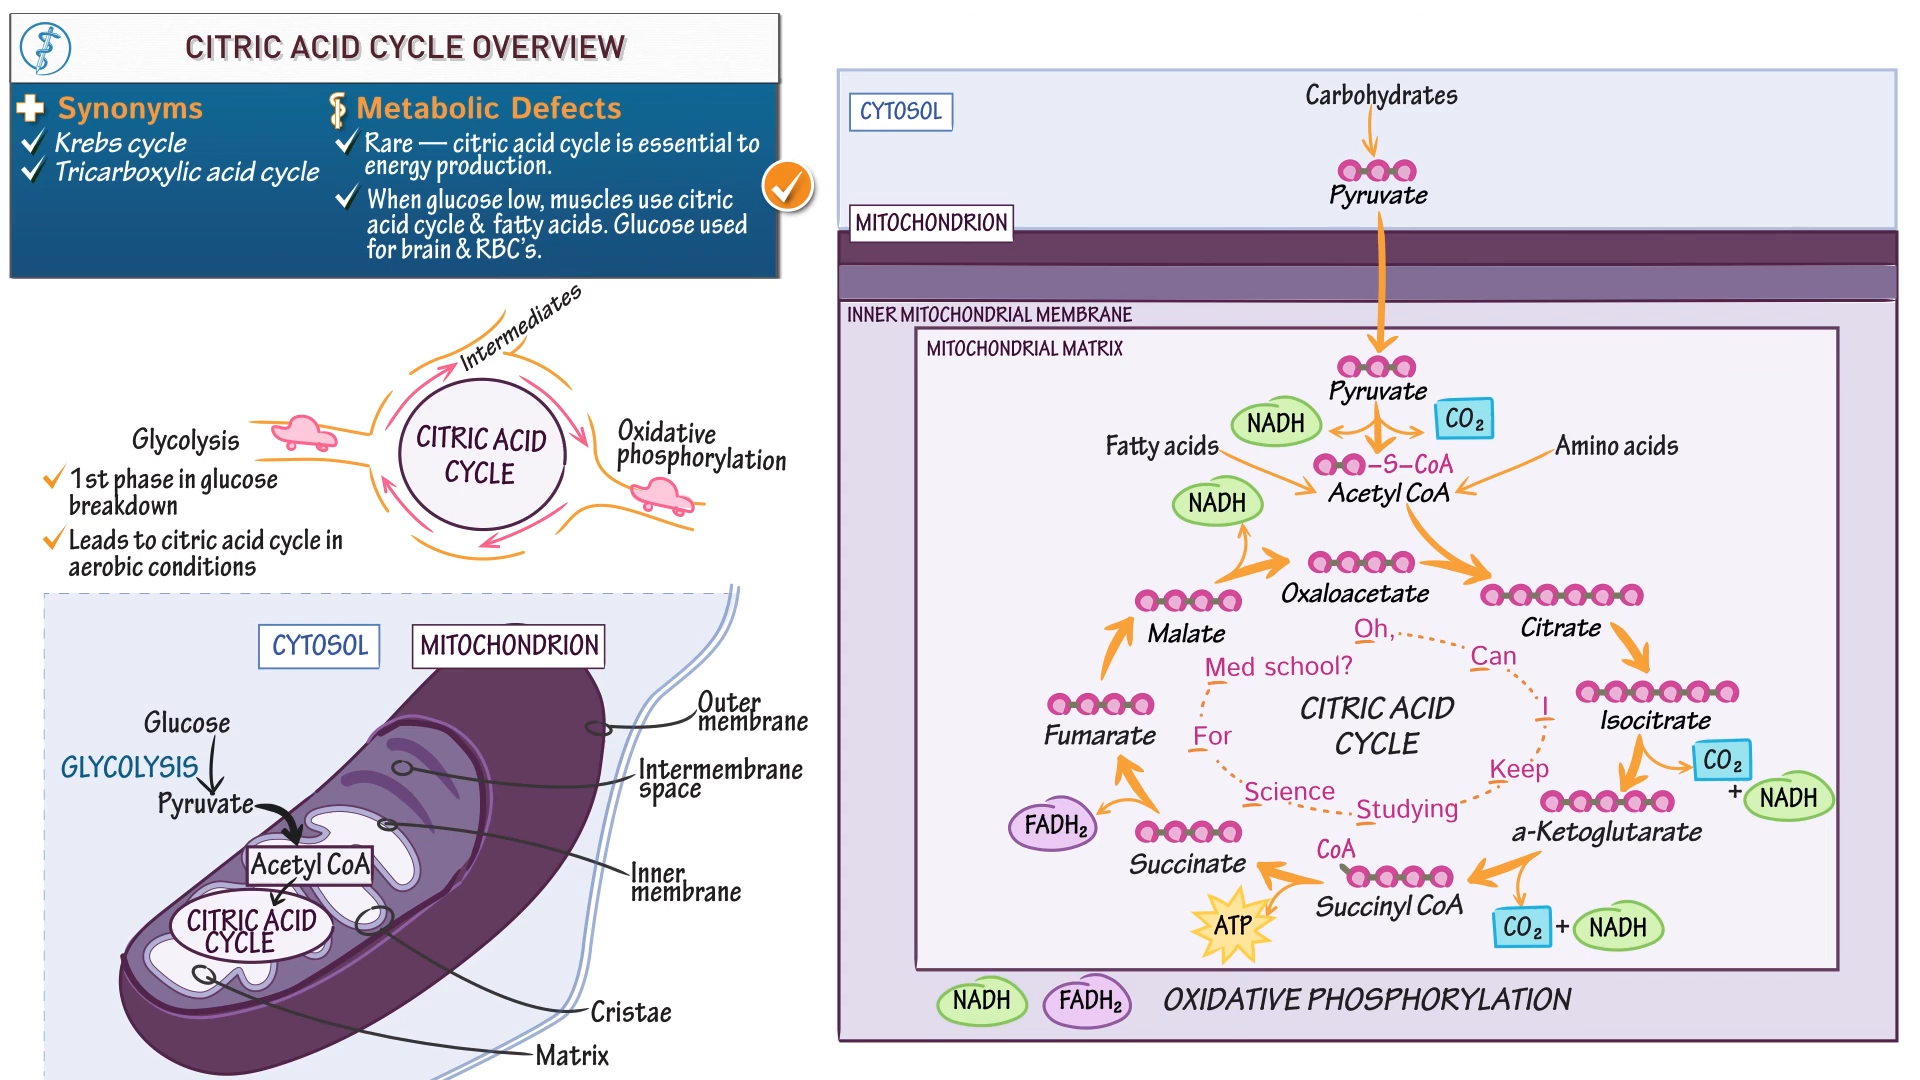 CITRIC ACID CYCLE OVERVIEW
Synonyms
Krebs cycle
Tricarboxylic acid cycle
Metabolic Defects
Rare — citric acid cycle is essential to
energy production.
When glucose low, muscles use citric
acid cycle & fatty acids. Glucose used
for brain & RBC's.
Intermediates
Glycolysis
1st phase in glucose
breakdown
Leads to citric acid cycle in
aerobic conditions
CITRIC ACID
CYCLE
Oxidative
phosphorylation
CYTOSOL
MITOCHONDRION
Glucose
GLYCOLYSIS
Pyruvate
Acetyl CoA
CITRIC ACID
CYCLE
Outer
membrane
Intermembrane
space
Inner
membrane
Cristae
Matrix
CYTOSOL
Carbohydrates
Pyruvate
MITOCHONDRION
INNER MITOCHONDRIAL MEMBRANE
MITOCHONDRIAL MATRIX
Pyruvate
NADH
CO₂
Fatty acids
Amino acids
-S-CoA
Acetyl CoA
NADH
Oxaloacetate
Citrate
Isocitrate
CO₂
+ NADH
a-Ketoglutarate
CO₂ + NADH
CoA
Succinyl CoA
ATP
Succinate
FADH₂
Fumarate
Malate
Oh,
Can
I
Keep
Studying
Science
For
Med school?
CITRIC ACID
CYCLE
NADH FADH₂ OXIDATIVE PHOSPHORYLATION